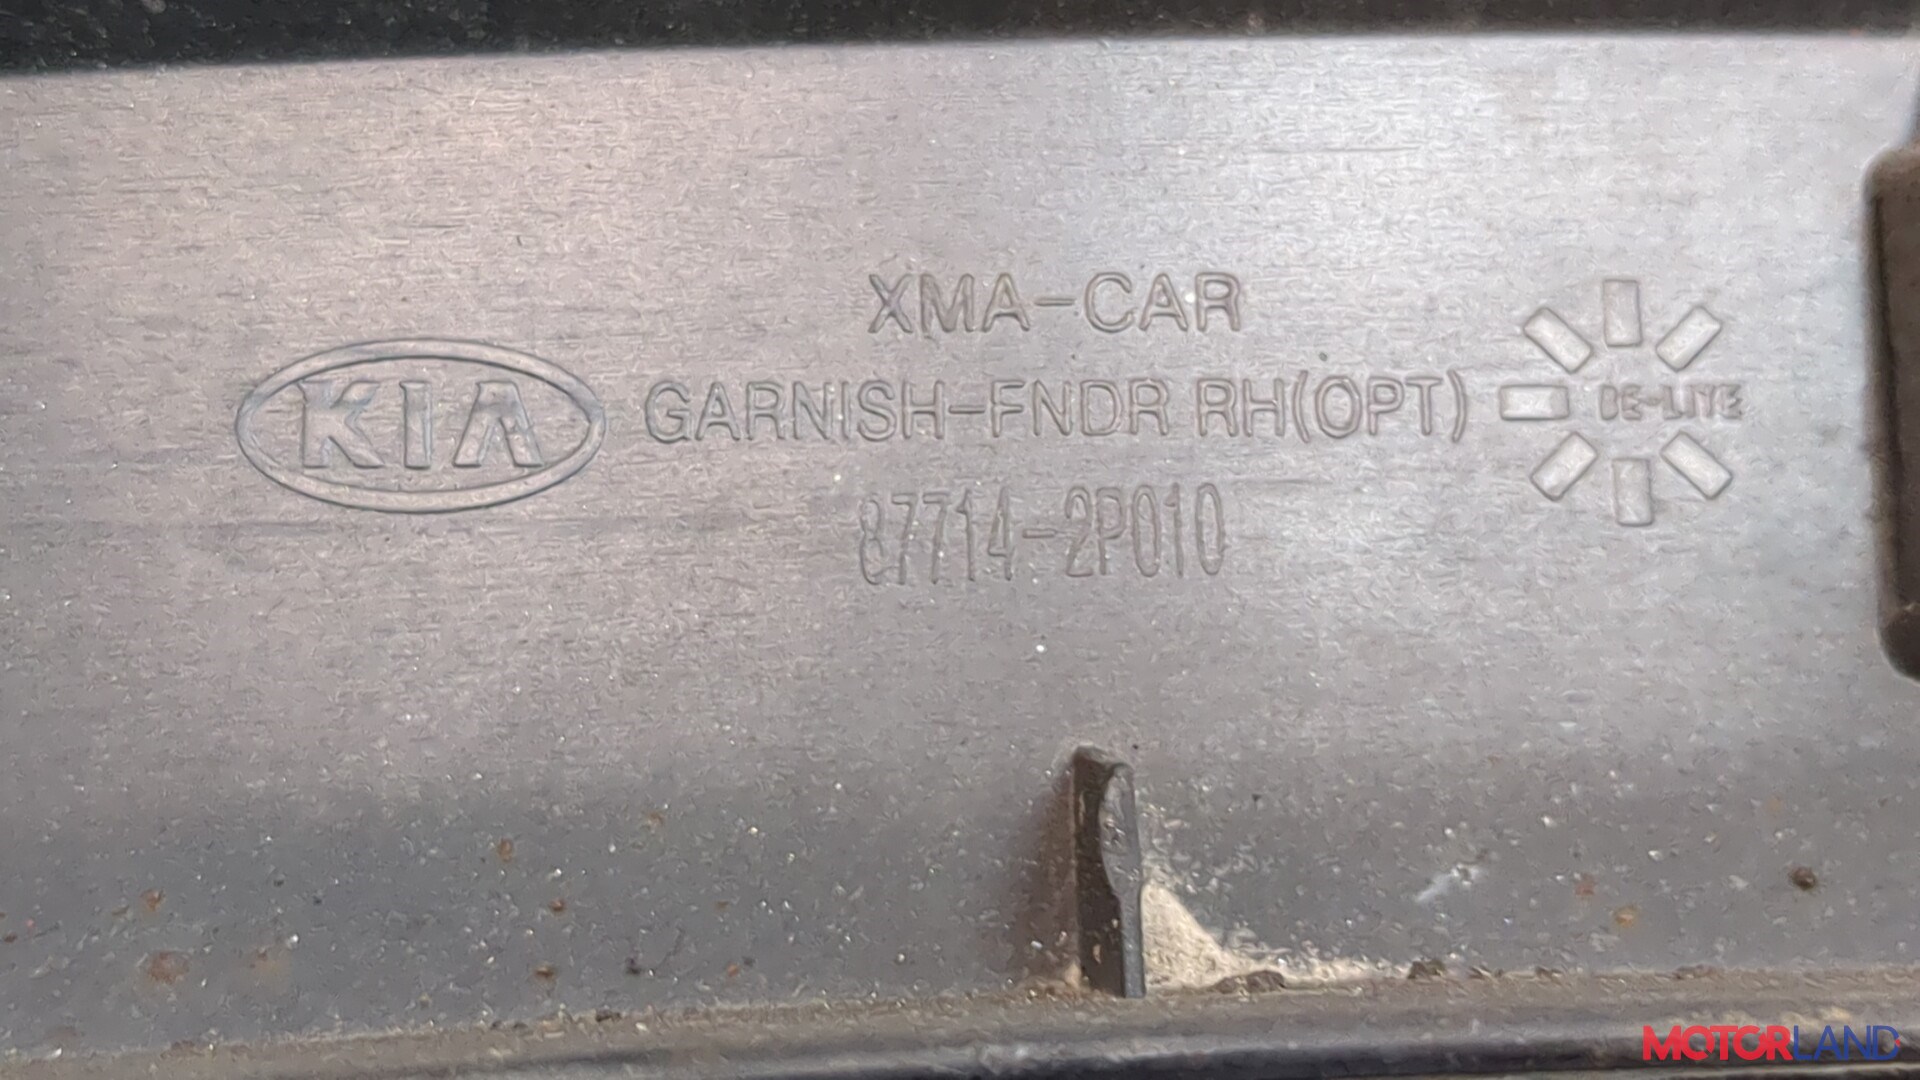 XMA-CAR
KIA GARNISH-FNDR RH(OPT) DE-LITE
87714-2P010
MOTORLAND